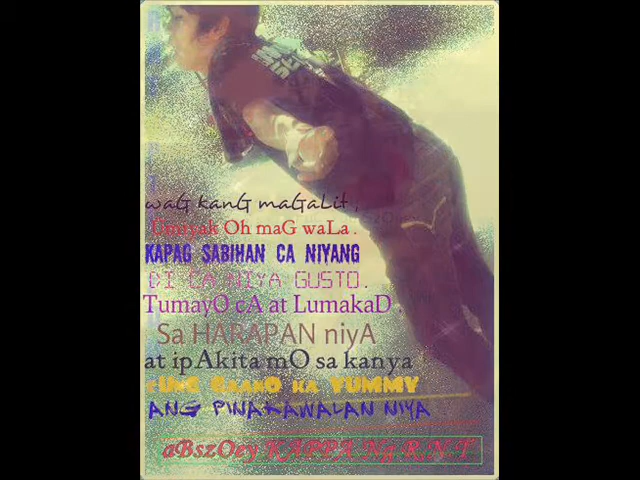 waG kanG maGaLit ;
Umiyak Oh maG waLa .
KAPAG SABIHAN CA NIYANG
DI CA NIYA GUSTO.
TumayO cA at LumakaD .
Sa HARAPAN niyA
at ipAkita mO sa kanya
kUNG GAANO KA YUMMY
ANG PINAKAWALAN NIYA
aBszOey KAPPA Ng R.N.T